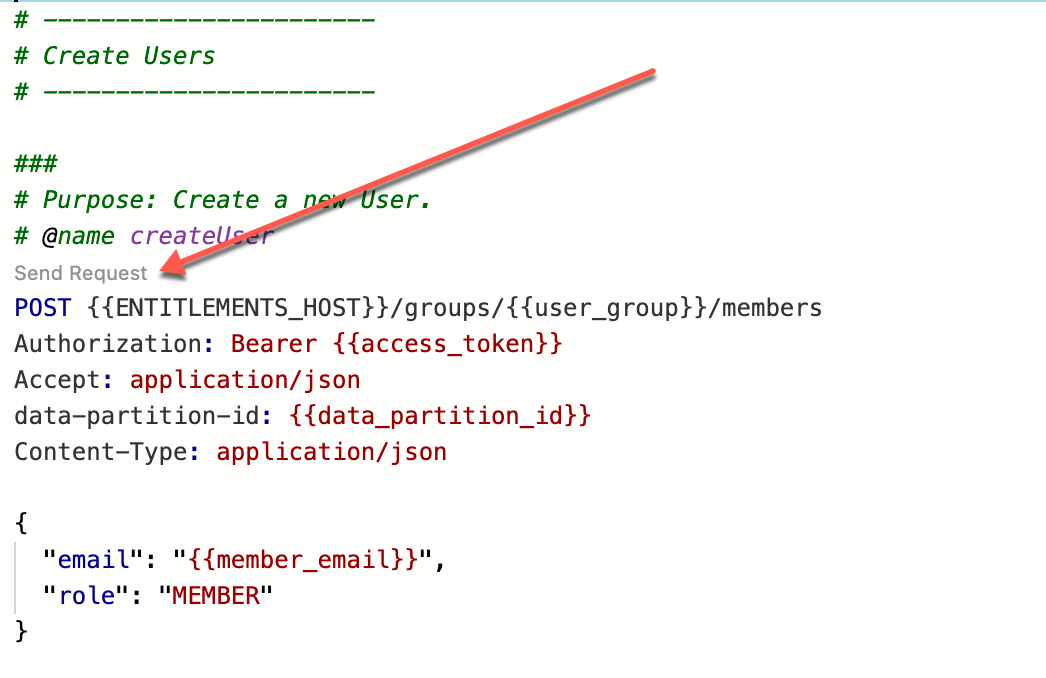 # -----------------------
# Create Users
# -----------------------
###
# Purpose: Create a new User.
# @name createUser
Send Request
POST {{ENTITLEMENTS_HOST}}/groups/{{user_group}}/members
Authorization: Bearer {{access_token}}
Accept: application/json
data-partition-id: {{data_partition_id}}
Content-Type: application/json
{
"email": "{{member_email}}",
"role": "MEMBER"
}